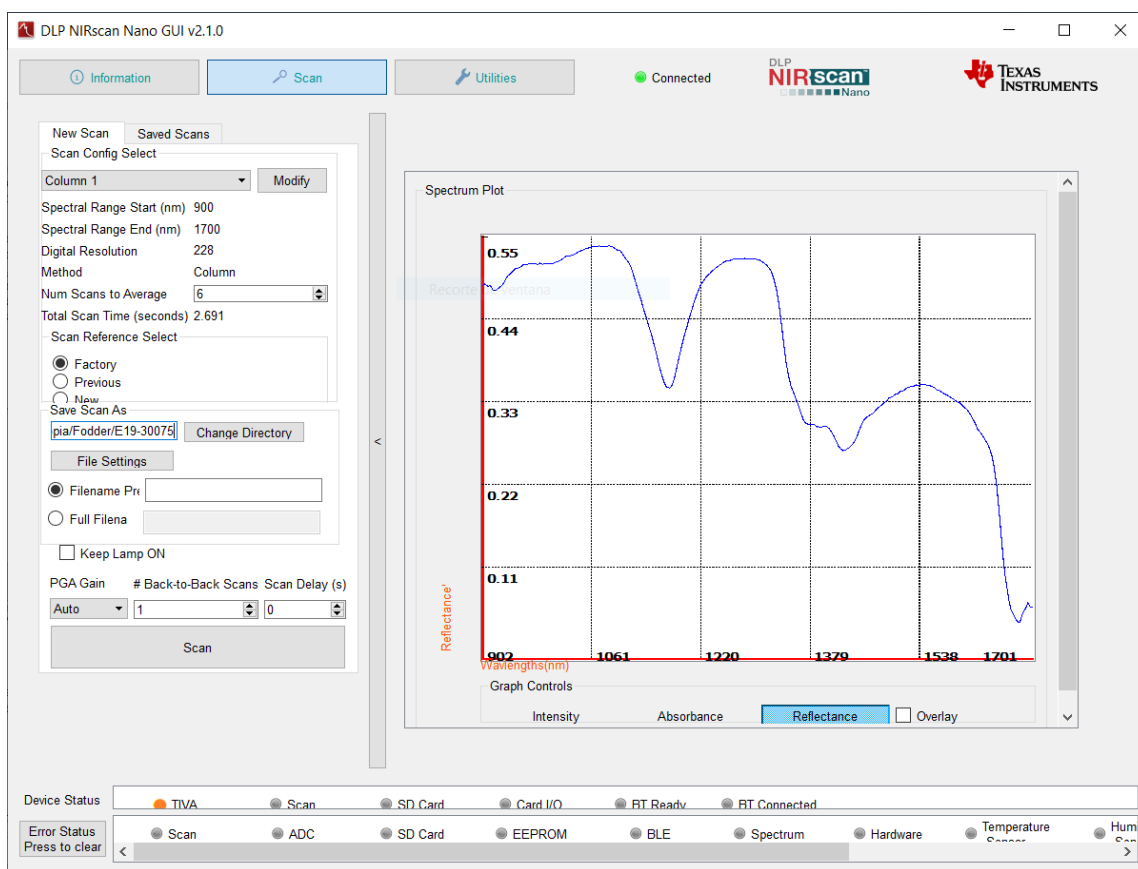 DLP NIRscan Nano GUI v2.1.0
Information Scan Utilities Connected
DLP
NIRscan
Nano
TEXAS
INSTRUMENTS
New Scan Saved Scans
Scan Config Select
Column 1 Modify
Spectral Range Start (nm) 900
Spectral Range End (nm) 1700
Digital Resolution 228
Method Column
Num Scans to Average 6
Total Scan Time (seconds) 2.691
Scan Reference Select
Factory
Previous
New
Save Scan As
pia/Fodder/E19-30075 Change Directory
File Settings
Filename Pre
Full Filena
Keep Lamp ON
PGA Gain # Back-to-Back Scans Scan Delay (s)
Auto 1 0
Scan
<
Spectrum Plot
0.55
0.44
0.33
0.22
0.11
Reflectance'
902 1061 1220 1379 1538 1701
Wavlengths(nm)
Graph Controls
Intensity Absorbance Reflectance Overlay
Device Status TIVA Scan SD Card Card I/O BT Ready BT Connected
Error Status
Press to clear
Scan ADC SD Card EEPROM BLE Spectrum Hardware Temperature
Sensor
Hum